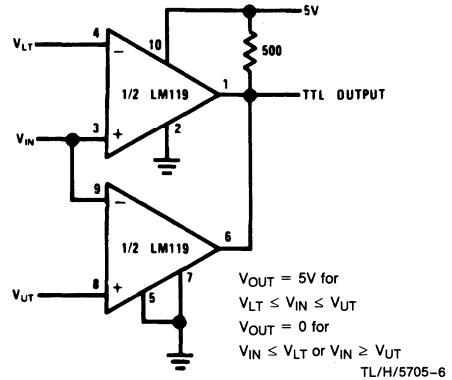 5V
V_LT
4
−
10
500
1/2 LM119
1
TTL OUTPUT
V_IN
3
+
2
9
−
1/2 LM119
6
V_UT
8
+
5
7
V_OUT = 5V for
V_LT ≤ V_IN ≤ V_UT
V_OUT = 0 for
V_IN ≤ V_LT or V_IN ≥ V_UT
TL/H/5705–6